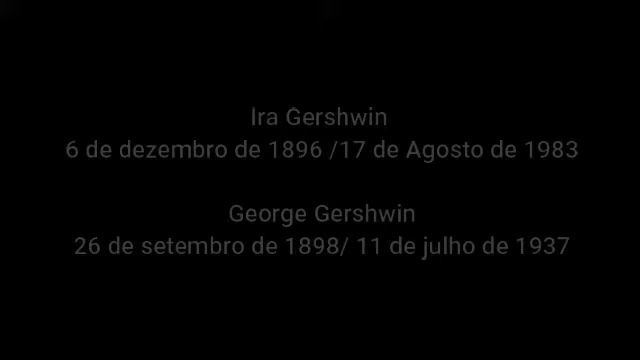 Ira Gershwin
6 de dezembro de 1896 /17 de Agosto de 1983
George Gershwin
26 de setembro de 1898/ 11 de julho de 1937